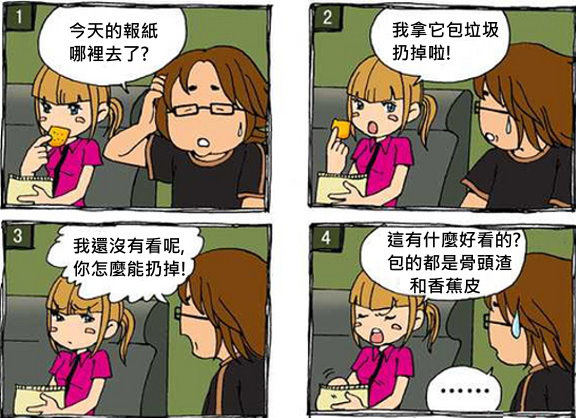 1
今天的報紙
哪裡去了?
2
我拿它包垃圾
扔掉啦!
3
我還沒有看呢,
你怎麼能扔掉!
4
這有什麼好看的?
包的都是骨頭渣
和香蕉皮
......